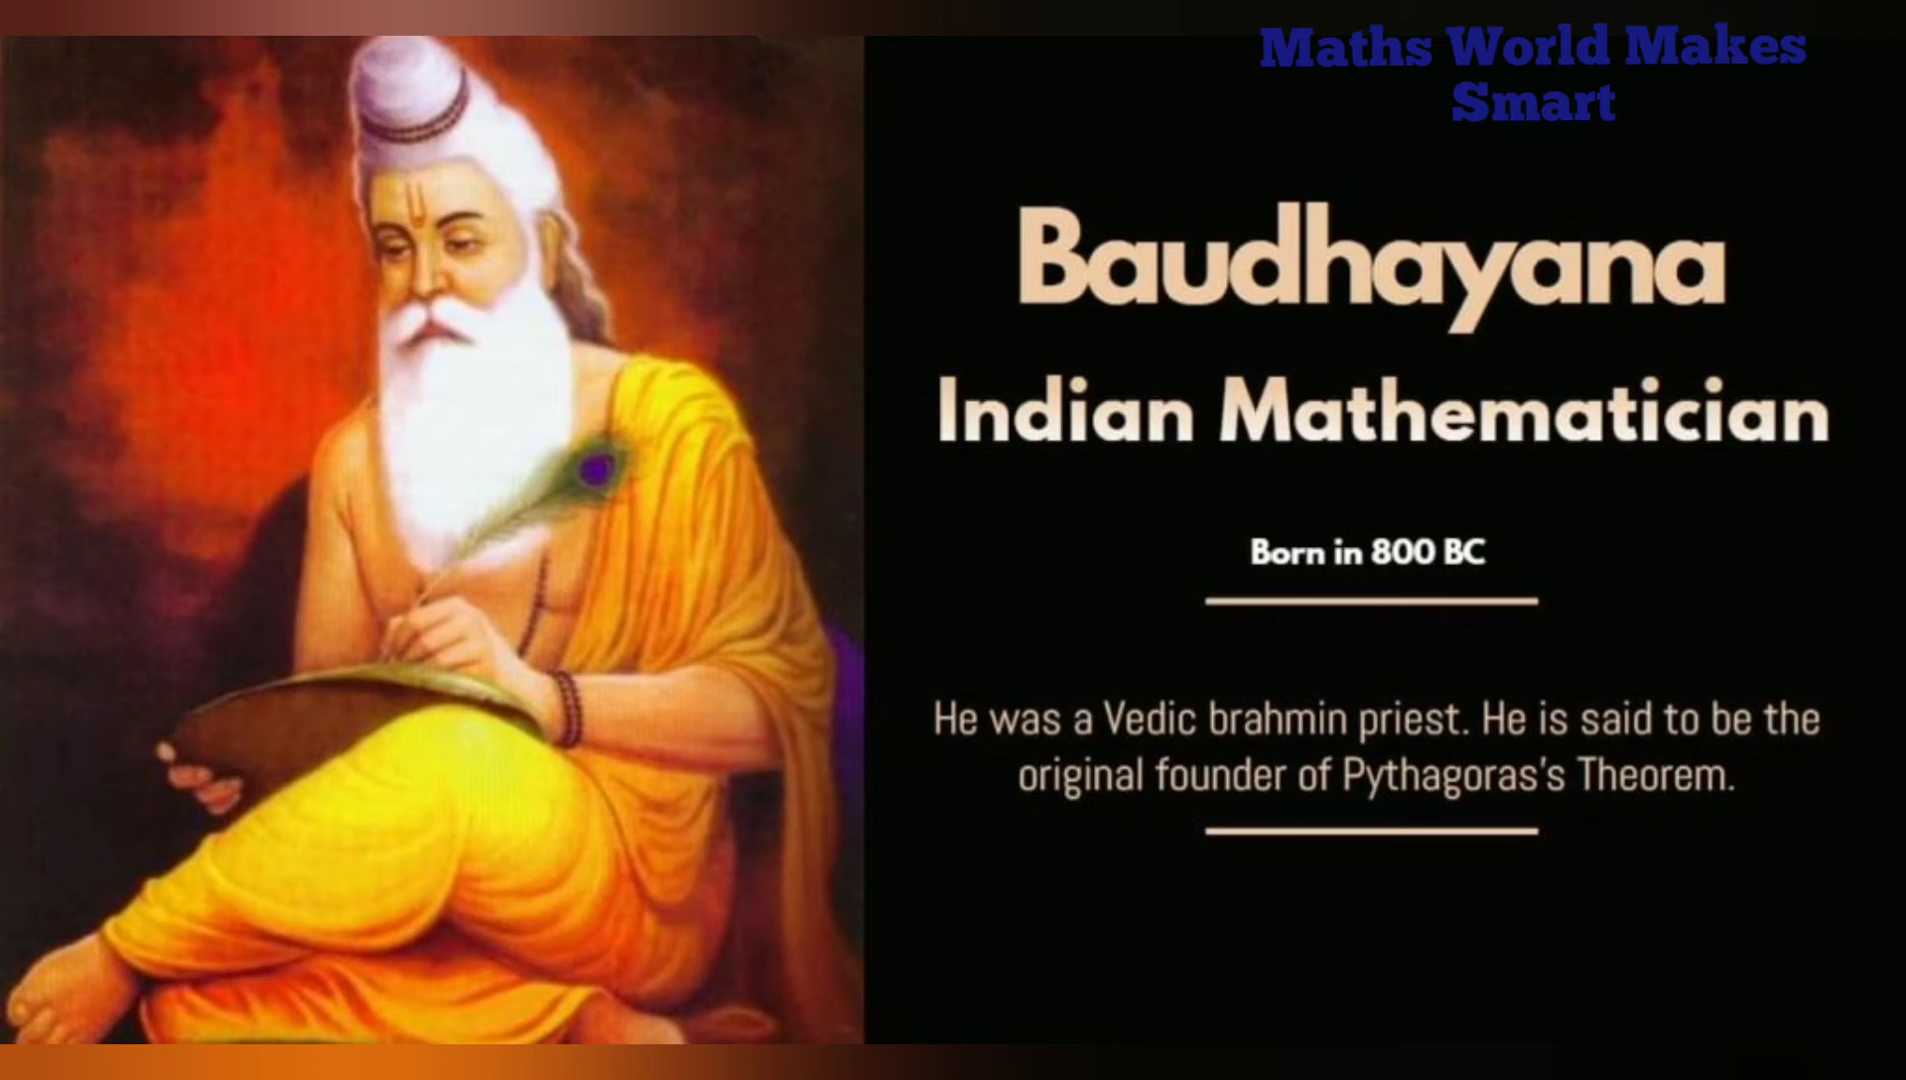 Maths World Makes
Smart
Baudhayana
Indian Mathematician
Born in 800 BC
He was a Vedic brahmin priest. He is said to be the
original founder of Pythagoras's Theorem.